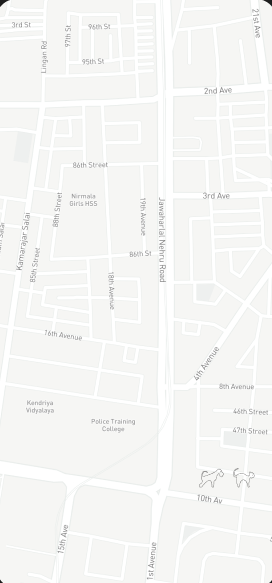 3rd St
Lingan Rd
97th St
96th St
95th St
21st Ave
2nd Ave
86th Street
Nirmala
Girls HSS
88th Street
19th Avenue
Jawaharlal Nehru Road
3rd Ave
Kamarajar Salai
85th Street
86th St
18th Avenue
16th Avenue
4th Avenue
8th Avenue
Kendriya
Vidyalaya
Police Training
College
46th Street
47th Street
10th Av
15th Ave
1st Avenue